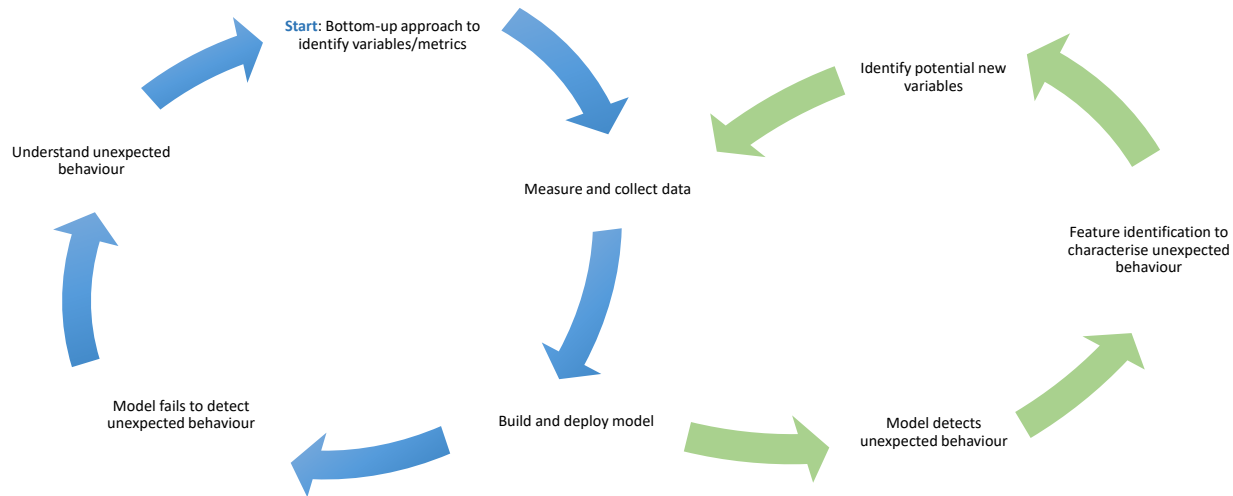 Start: Bottom-up approach to
identify variables/metrics
Identify potential new
variables
Understand unexpected
behaviour
Measure and collect data
Feature identification to
characterise unexpected
behaviour
Model fails to detect
unexpected behaviour
Build and deploy model
Model detects
unexpected behaviour